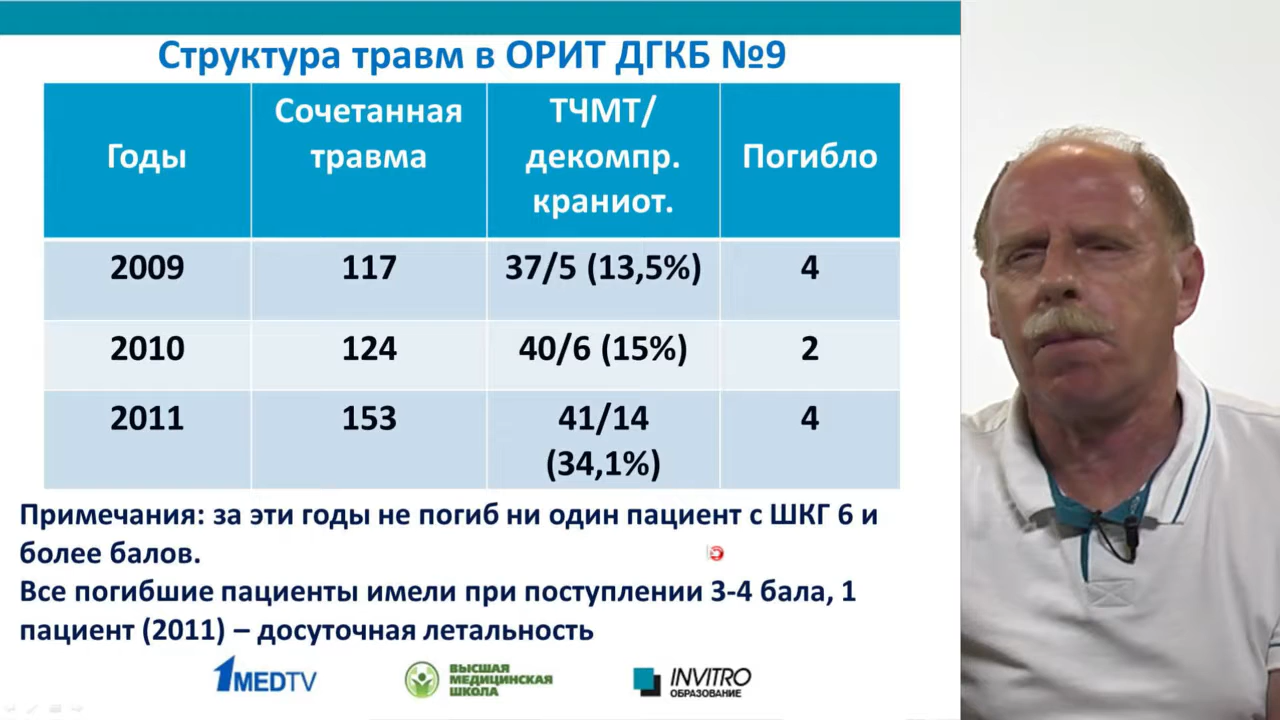 Структура травм в ОРИТ ДГКБ №9
Годы
Сочетанная
травма
ТЧМТ/
декомпр.
краниот.
Погибло
2009
117
37/5 (13,5%)
4
2010
124
40/6 (15%)
2
2011
153
41/14
(34,1%)
4
Примечания: за эти годы не погиб ни один пациент с ШКГ 6 и
более балов.
Все погибшие пациенты имели при поступлении 3-4 бала, 1
пациент (2011) – досуточная летальность
1MEDTV
ВЫСШАЯ
МЕДИЦИНСКАЯ
ШКОЛА
INVITRO
ОБРАЗОВАНИЕ